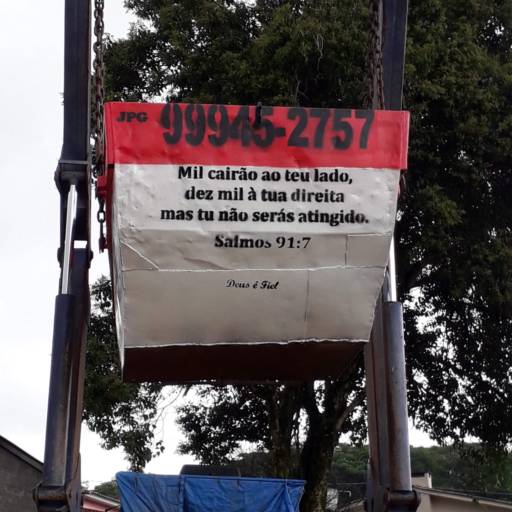 JPG 99945-2757
Mil cairão ao teu lado,
dez mil à tua direita
mas tu não serás atingido.
Salmos 91:7
Deus é Fiel